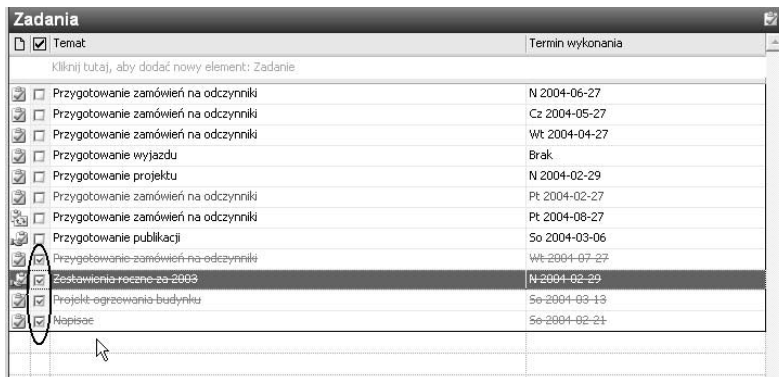 Zadania
Temat Termin wykonania
Kliknij tutaj, aby dodać nowy element: Zadanie
Przygotowanie zamówień na odczynniki N 2004-06-27
Przygotowanie zamówień na odczynniki Cz 2004-05-27
Przygotowanie zamówień na odczynniki Wt 2004-04-27
Przygotowanie wyjazdu Brak
Przygotowanie projektu N 2004-02-29
Przygotowanie zamówień na odczynniki Pt 2004-02-27
Przygotowanie zamówień na odczynniki Pt 2004-08-27
Przygotowanie publikacji So 2004-03-06
Przygotowanie zamówień na odczynniki Wt 2004-07-27
Zestawienia roczne za 2003 N 2004-02-29
Projekt ogrzewania budynku So 2004-03-13
Napisac So 2004-02-21